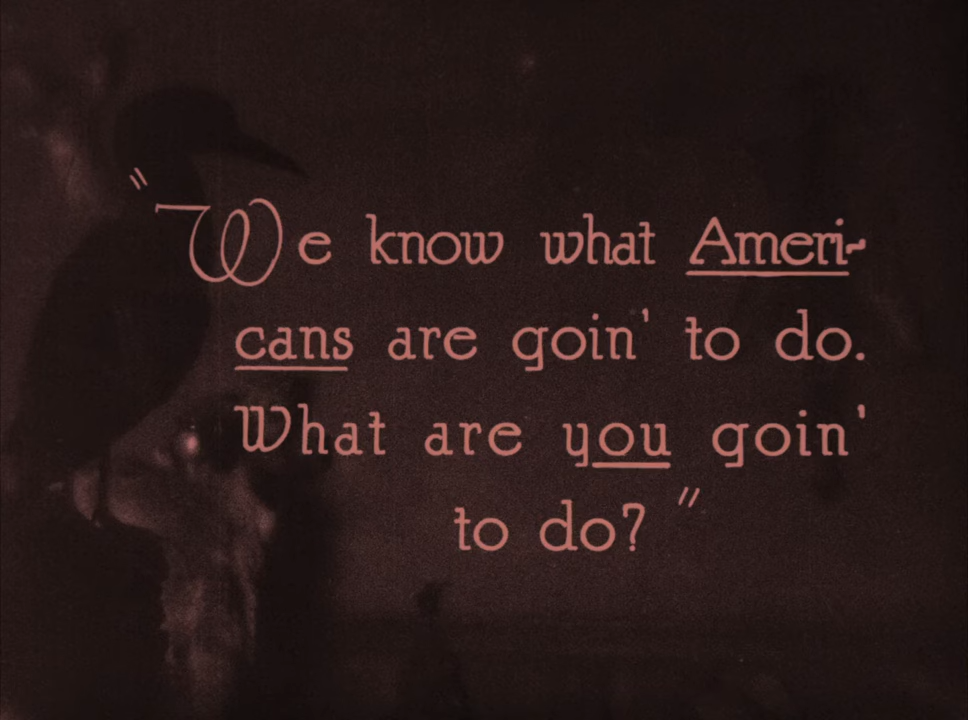 "We know what Ameri-
cans are goin' to do.
What are you goin'
to do?"